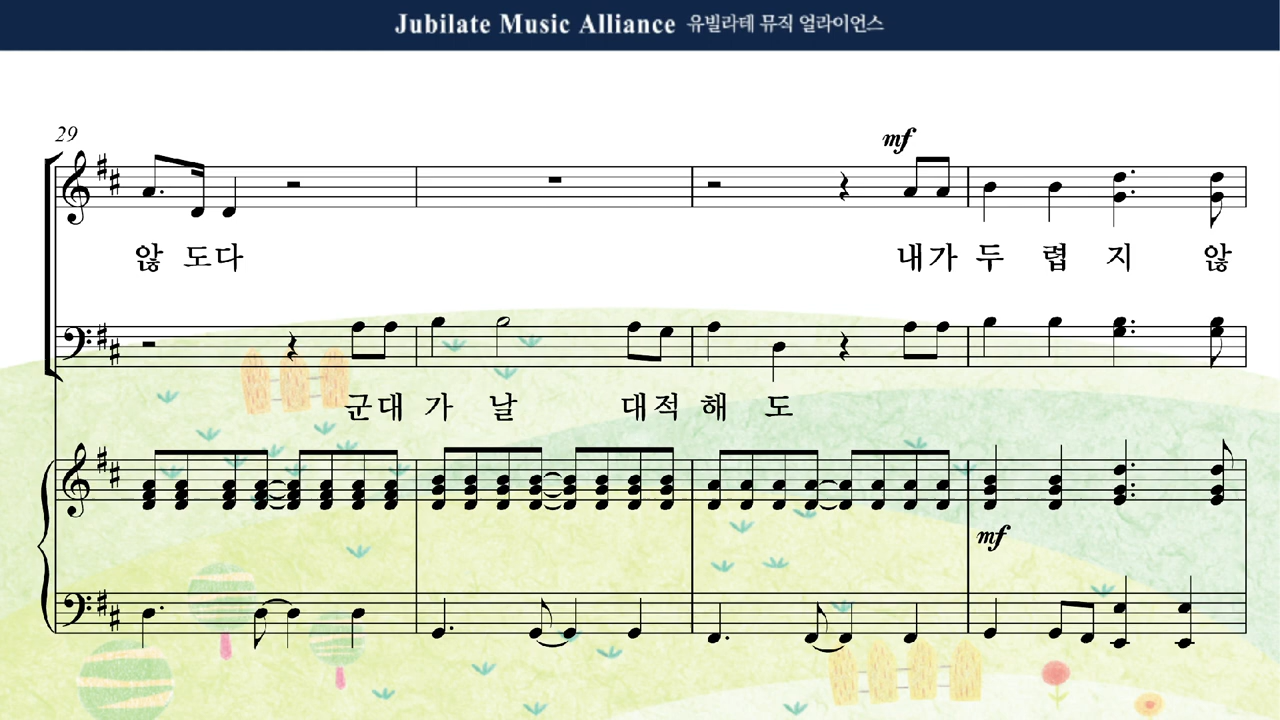 Jubilate Music Alliance 유빌라테 뮤직 얼라이언스
29
mf
않 도다 내가 두 렵 지 않
군대 가 날 대적 해 도
mf